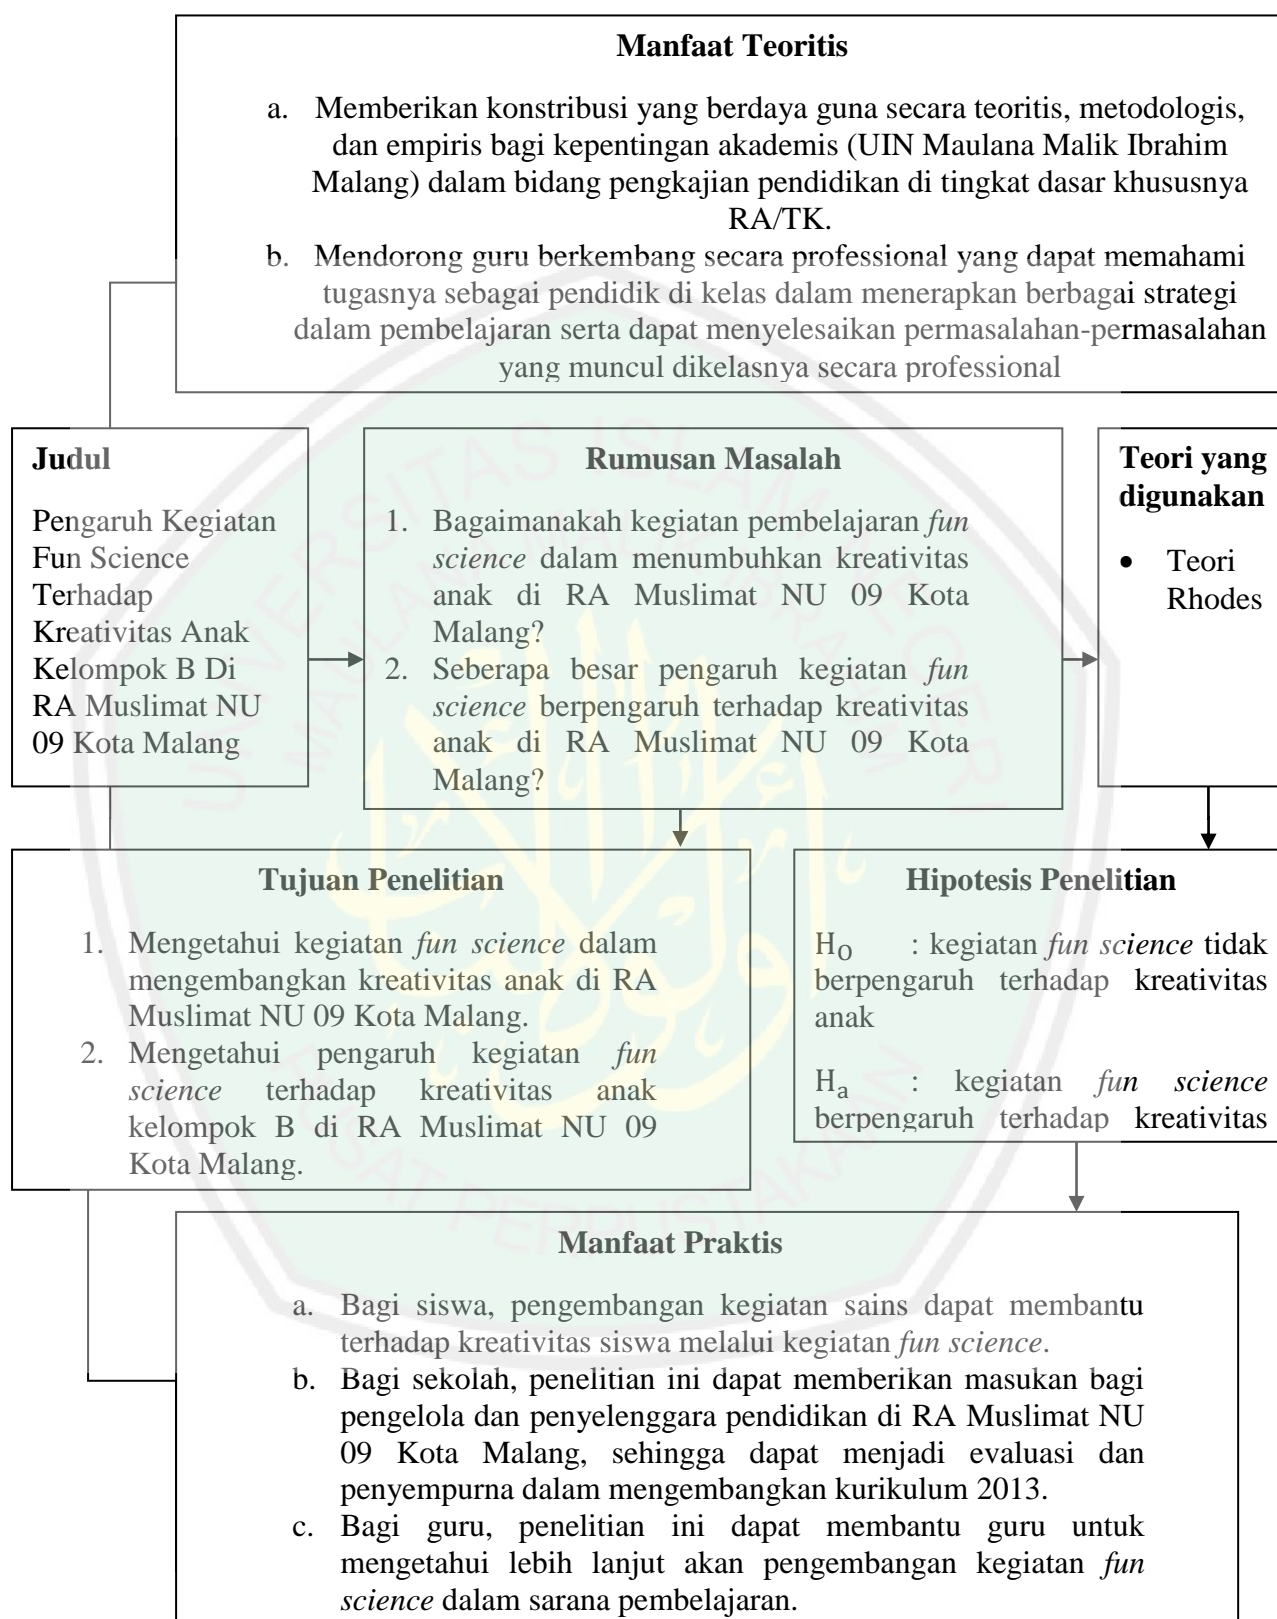 Manfaat Teoritis
a. Memberikan konstribusi yang berdaya guna secara teoritis, metodologis,
dan empiris bagi kepentingan akademis (UIN Maulana Malik Ibrahim
Malang) dalam bidang pengkajian pendidikan di tingkat dasar khususnya
RA/TK.
b. Mendorong guru berkembang secara professional yang dapat memahami
tugasnya sebagai pendidik di kelas dalam menerapkan berbagai strategi
dalam pembelajaran serta dapat menyelesaikan permasalahan-permasalahan
yang muncul dikelasnya secara professional
Judul
Pengaruh Kegiatan
Fun Science
Terhadap
Kreativitas Anak
Kelompok B Di
RA Muslimat NU
09 Kota Malang
Rumusan Masalah
1. Bagaimanakah kegiatan pembelajaran fun
science dalam menumbuhkan kreativitas
anak di RA Muslimat NU 09 Kota
Malang?
2. Seberapa besar pengaruh kegiatan fun
science berpengaruh terhadap kreativitas
anak di RA Muslimat NU 09 Kota
Malang?
Teori yang
digunakan
• Teori
Rhodes
Tujuan Penelitian
1. Mengetahui kegiatan fun science dalam
mengembangkan kreativitas anak di RA
Muslimat NU 09 Kota Malang.
2. Mengetahui pengaruh kegiatan fun
science terhadap kreativitas anak
kelompok B di RA Muslimat NU 09
Kota Malang.
Hipotesis Penelitian
HO : kegiatan fun science tidak
berpengaruh terhadap kreativitas
anak
Ha : kegiatan fun science
berpengaruh terhadap kreativitas
Manfaat Praktis
a. Bagi siswa, pengembangan kegiatan sains dapat membantu
terhadap kreativitas siswa melalui kegiatan fun science.
b. Bagi sekolah, penelitian ini dapat memberikan masukan bagi
pengelola dan penyelenggara pendidikan di RA Muslimat NU
09 Kota Malang, sehingga dapat menjadi evaluasi dan
penyempurna dalam mengembangkan kurikulum 2013.
c. Bagi guru, penelitian ini dapat membantu guru untuk
mengetahui lebih lanjut akan pengembangan kegiatan fun
science dalam sarana pembelajaran.
UNIVERSITAS ISLAM NEGERI
MAULANA MALIK IBRAHIM
PUSAT PERPUSTAKAAN